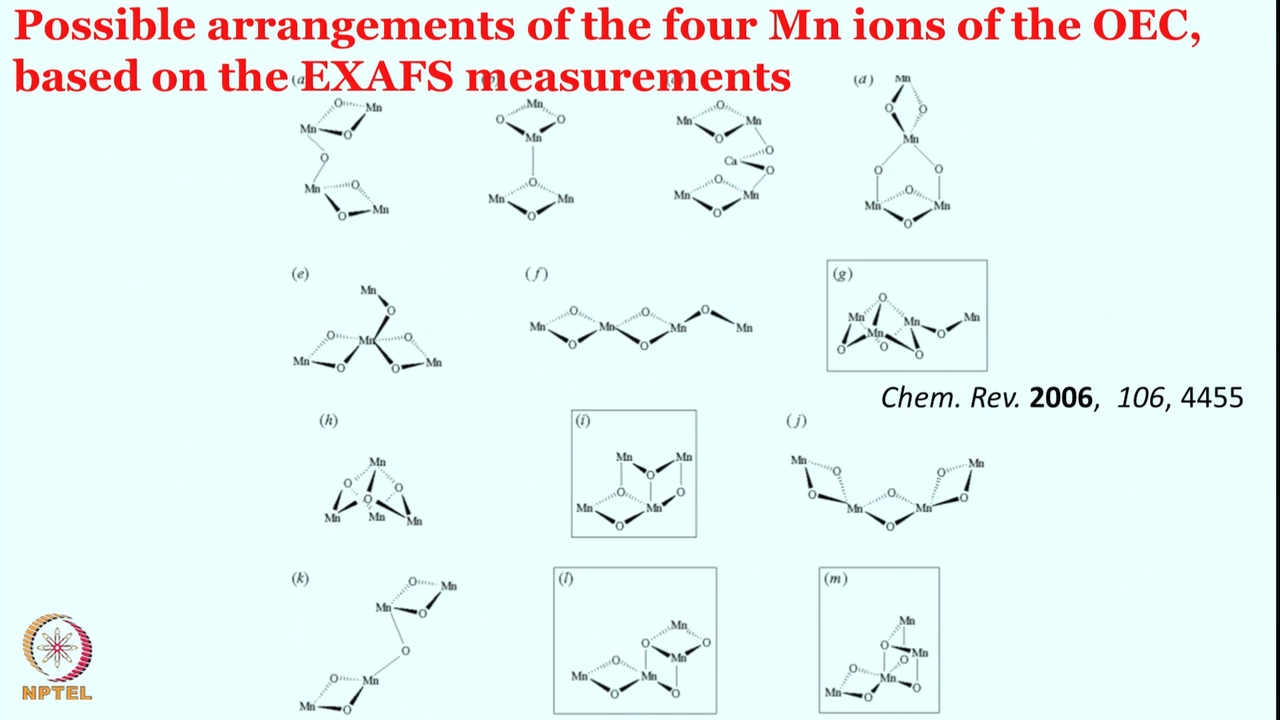 Possible arrangements of the four Mn ions of the OEC,
based on the EXAFS measurements
(a
(d)
Mn
O Mn
Mn O
O
Mn O
O Mn
Mn
O O
Mn
O
Mn Mn
O
O
Mn Mn
O
O
Ca
O
O
Mn Mn
O
O O
Mn
O O
O
Mn Mn
O
(e)
Mn
O
O Mn O
Mn O O Mn
(f)
O O O
Mn Mn Mn Mn
O O
(g)
O
Mn Mn Mn
Mn O
O O O
Chem. Rev. 2006, 106, 4455
(h)
Mn
O O
O
Mn Mn Mn
(i)
Mn Mn
O
O O
Mn Mn
O
(j)
Mn Mn
O O
O O O
Mn Mn
O
(k)
O Mn
Mn O
O
O Mn
Mn O
(l)
Mn
O O
O Mn
Mn Mn
O O
(m)
Mn
O Mn
O O
Mn O
Mn O
NPTEL